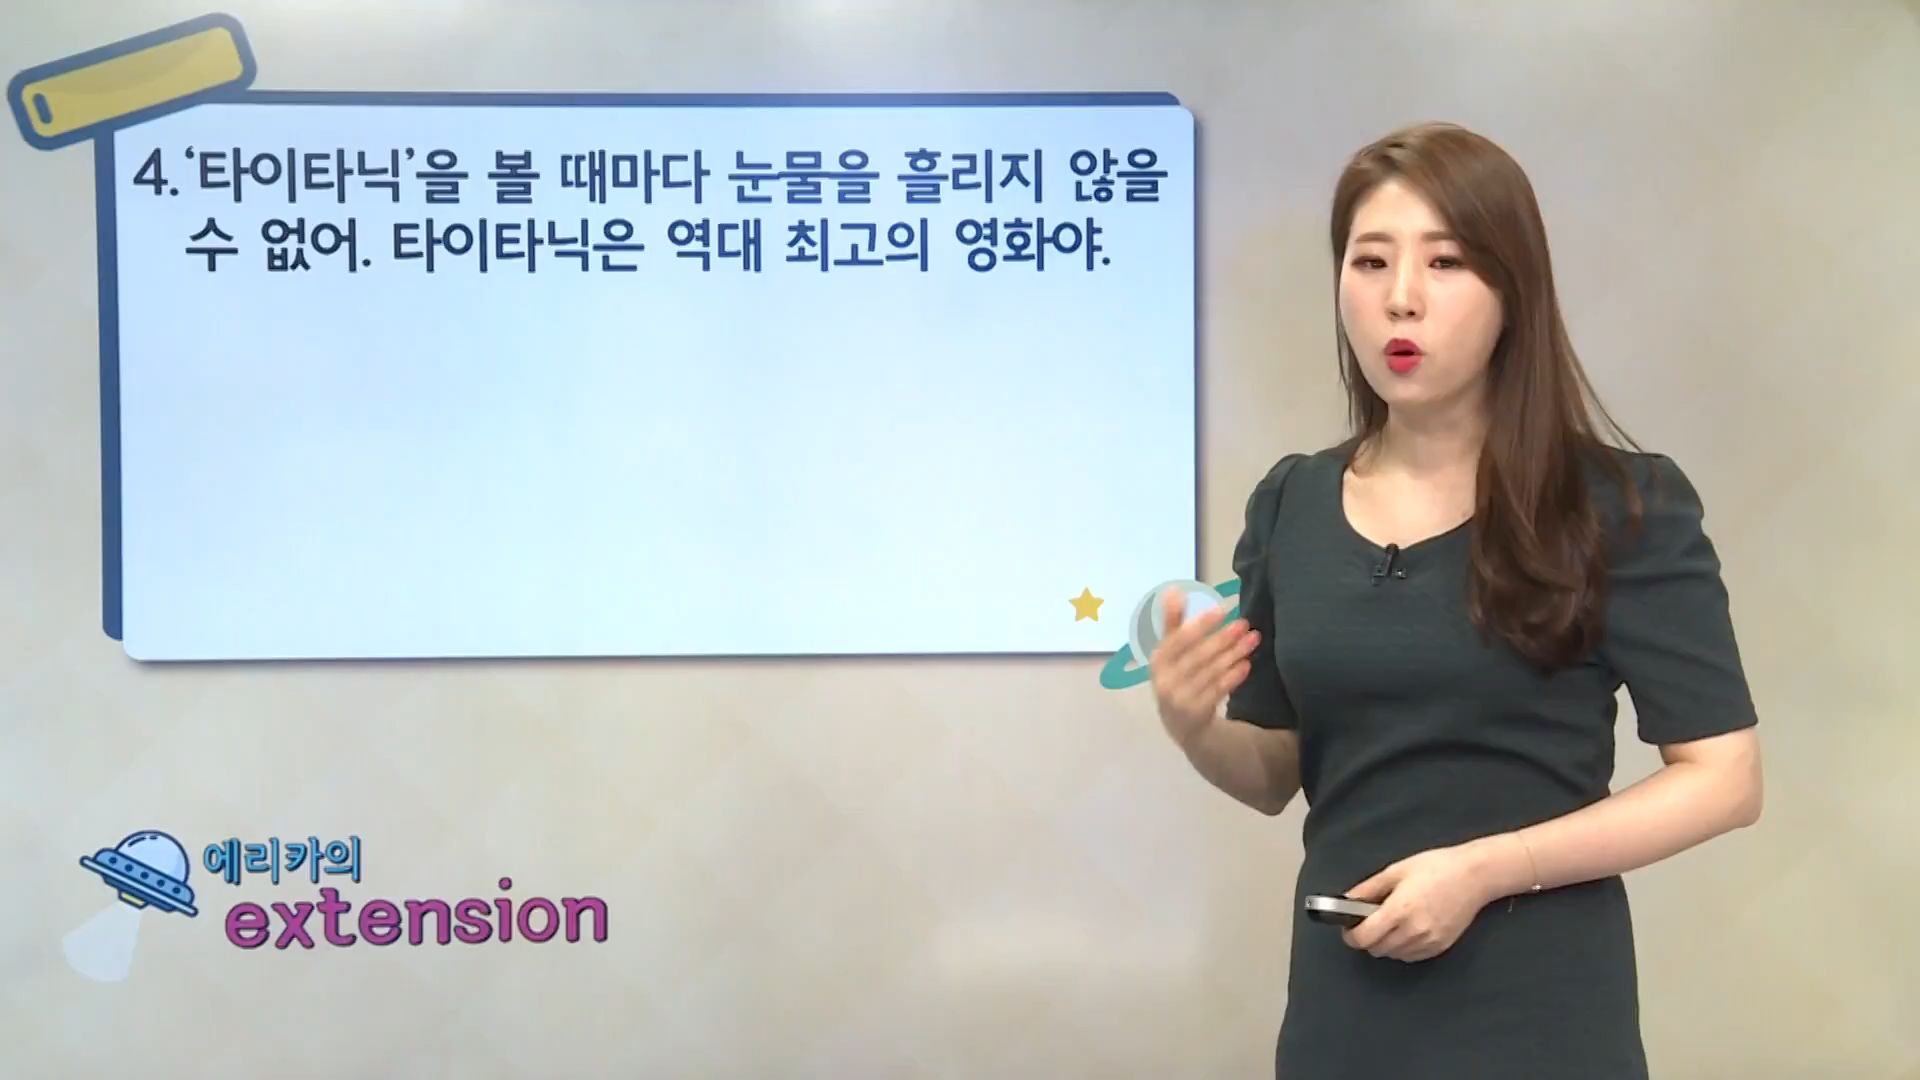 4. ‘타이타닉’을 볼 때마다 눈물을 흘리지 않을
수 없어. 타이타닉은 역대 최고의 영화야.
에리카의
extension